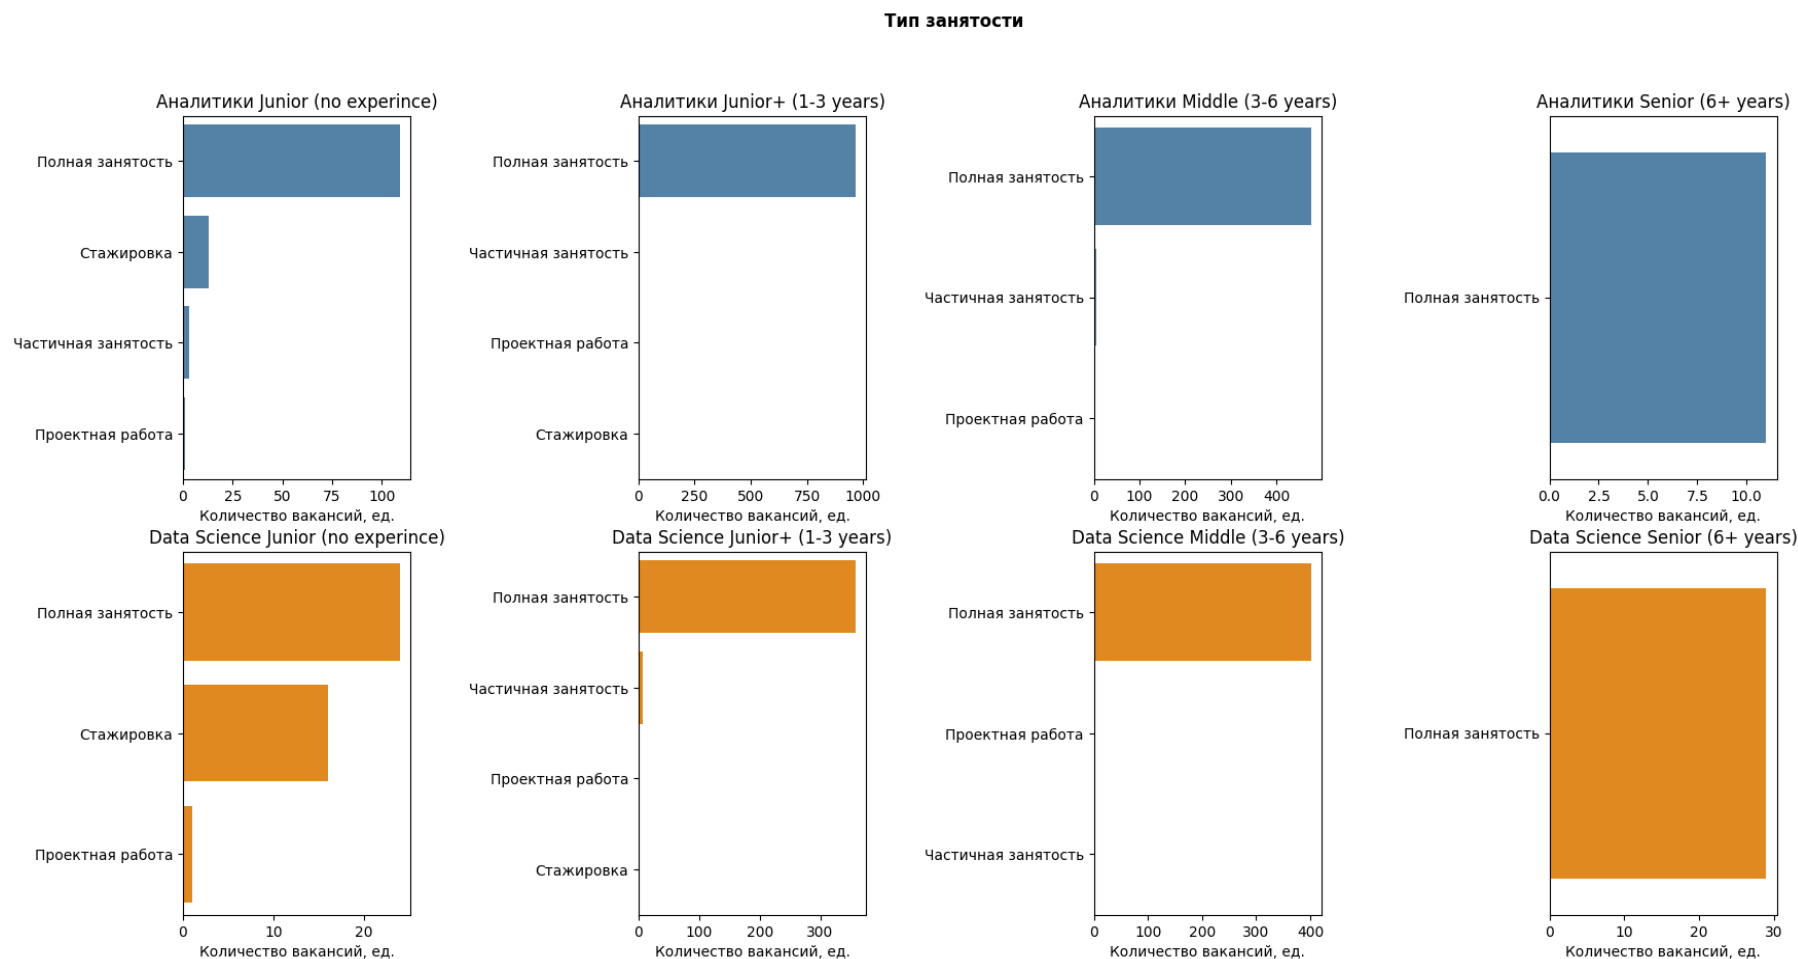 Тип занятости
Аналитики Junior (no experince)
Полная занятость
Стажировка
Частичная занятость
Проектная работа
0 25 50 75 100
Количество вакансий, ед.
Аналитики Junior+ (1-3 years)
Полная занятость
Частичная занятость
Проектная работа
Стажировка
0 250 500 750 1000
Количество вакансий, ед.
Аналитики Middle (3-6 years)
Полная занятость
Частичная занятость
Проектная работа
0 100 200 300 400
Количество вакансий, ед.
Аналитики Senior (6+ years)
Полная занятость
0.0 2.5 5.0 7.5 10.0
Количество вакансий, ед.
Data Science Junior (no experince)
Полная занятость
Стажировка
Проектная работа
0 10 20
Количество вакансий, ед.
Data Science Junior+ (1-3 years)
Полная занятость
Частичная занятость
Проектная работа
Стажировка
0 100 200 300
Количество вакансий, ед.
Data Science Middle (3-6 years)
Полная занятость
Проектная работа
Частичная занятость
0 100 200 300 400
Количество вакансий, ед.
Data Science Senior (6+ years)
Полная занятость
0 10 20 30
Количество вакансий, ед.